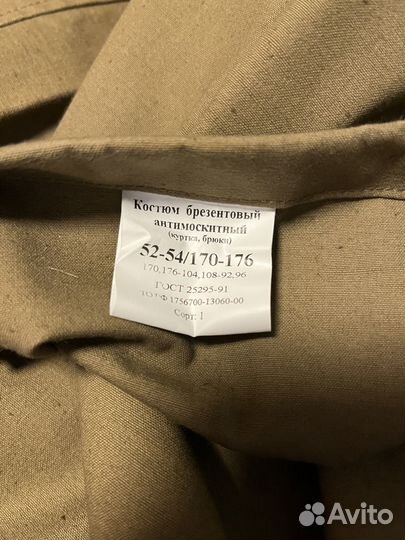 Костюм брезентовый
антимоскитный
(куртка, брюки)
52-54/170-176
170,176-104,108-92,96
ГОСТ 25295-91
1756700-13060-00
Сорт: 1
Avito